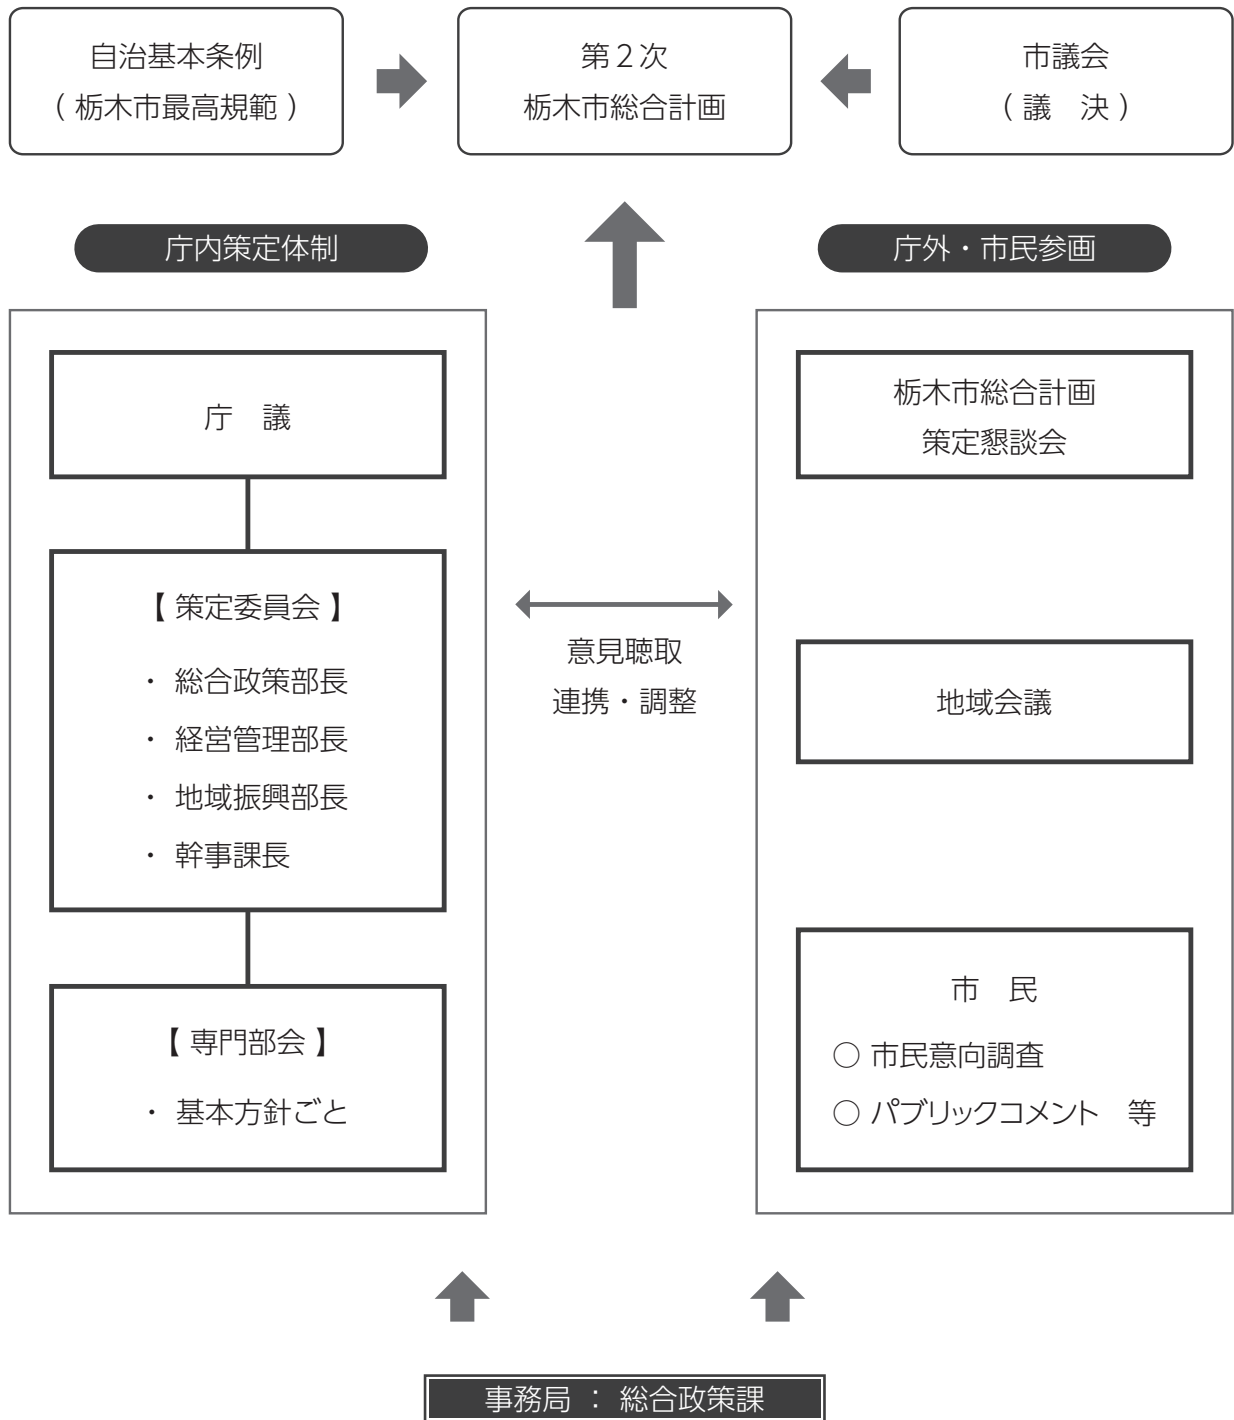 自治基本条例
（ 栃木市最高規範 ）
第２次
栃木市総合計画
市議会
（ 議　決 ）
庁内策定体制
庁外・市民参画
庁　議
【 策定委員会 】
・ 総合政策部長
・ 経営管理部長
・ 地域振興部長
・ 幹事課長
【 専門部会 】
・ 基本方針ごと
意見聴取
連携・調整
栃木市総合計画
策定懇談会
地域会議
市　民
○ 市民意向調査
○ パブリックコメント　等
事務局 ： 総合政策課